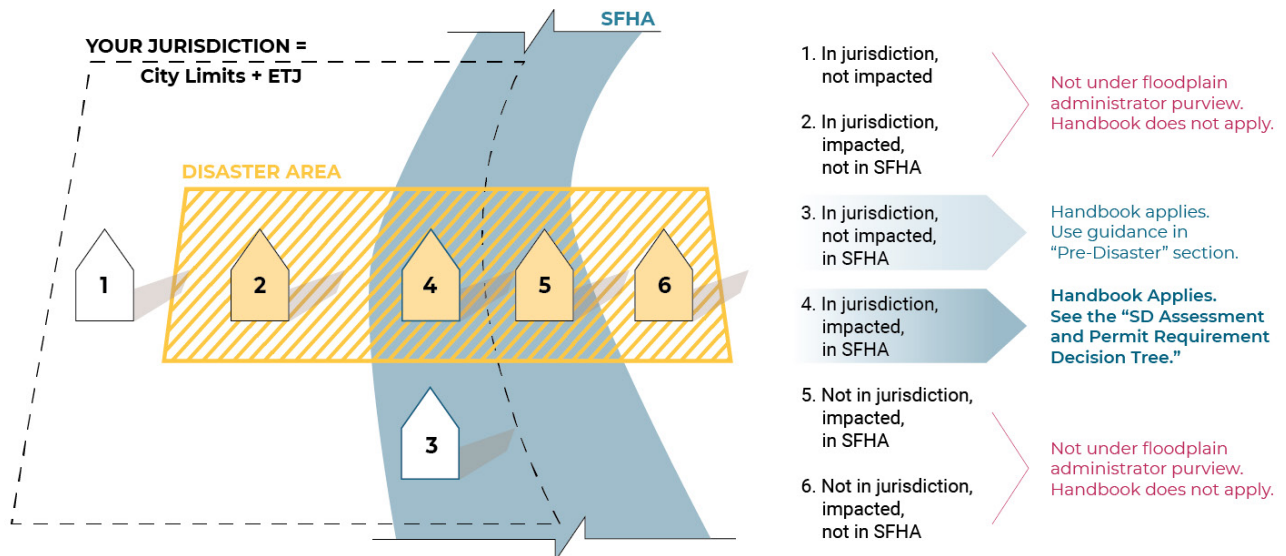 SFHA
YOUR JURISDICTION =
City Limits + ETJ
DISASTER AREA
1
2
4
5
6
3
1. In jurisdiction,
not impacted
2. In jurisdiction,
impacted,
not in SFHA
Not under floodplain
administrator purview.
Handbook does not apply.
3. In jurisdiction,
not impacted,
in SFHA
Handbook applies.
Use guidance in
“Pre-Disaster” section.
4. In jurisdiction,
impacted,
in SFHA
Handbook Applies.
See the “SD Assessment
and Permit Requirement
Decision Tree.”
5. Not in jurisdiction,
impacted,
in SFHA
6. Not in jurisdiction,
impacted,
not in SFHA
Not under floodplain
administrator purview.
Handbook does not apply.